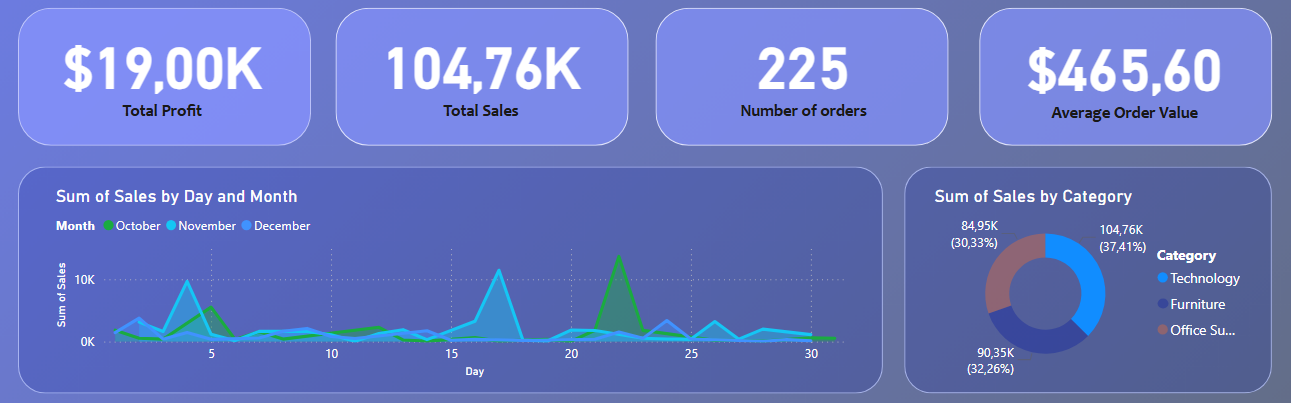 $19,00K
Total Profit
104,76K
Total Sales
225
Number of orders
$465,60
Average Order Value
Sum of Sales by Day and Month
Month October November December
Sum of Sales
10K
0K
5 10 15 20 25 30
Day
Sum of Sales by Category
84,95K
(30,33%)
104,76K
(37,41%)
90,35K
(32,26%)
Category
Technology
Furniture
Office Su...